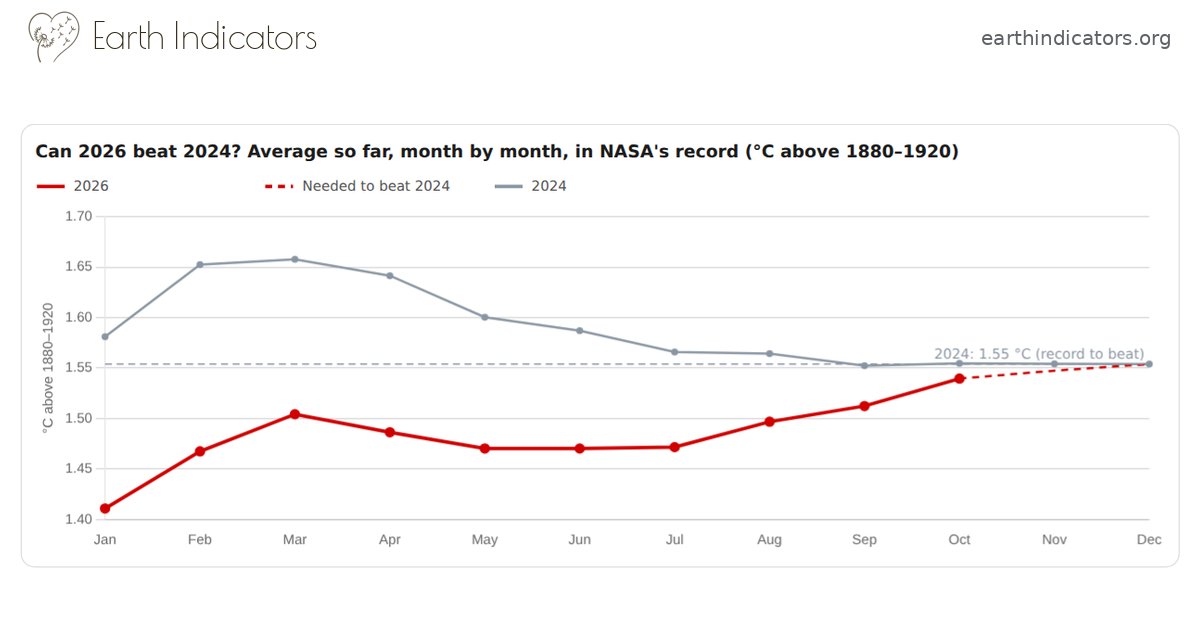 Earth Indicators
earthindicators.org
Can 2026 beat 2024? Average so far, month by month, in NASA's record (°C above 1880–1920)
2026
Needed to beat 2024
2024
1.70
1.65
1.60
1.55
1.50
1.45
1.40
°C above 1880–1920
2024: 1.55 °C (record to beat)
Jan Feb Mar Apr May Jun Jul Aug Sep Oct Nov Dec